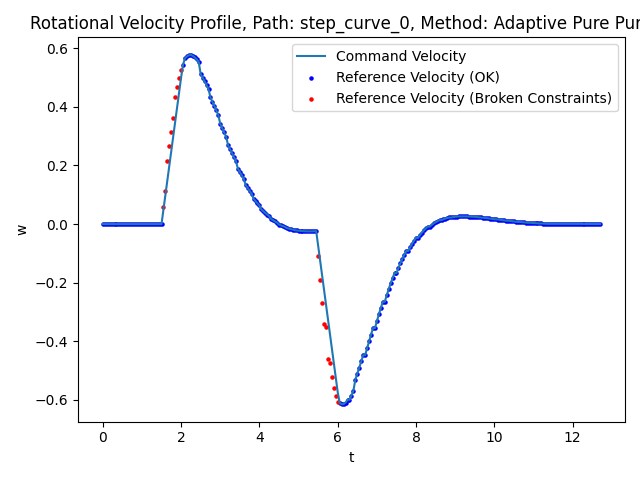 Rotational Velocity Profile, Path: step_curve_0, Method: Adaptive Pure Pur
Command Velocity
Reference Velocity (OK)
Reference Velocity (Broken Constraints)
0.6
0.4
0.2
0.0
−0.2
−0.4
−0.6
w
0 2 4 6 8 10 12
t